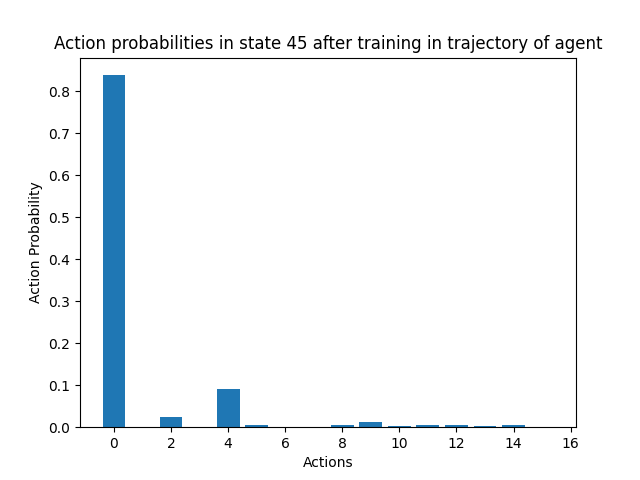 Action probabilities in state 45 after training in trajectory of agent
Action Probability
0.8
0.7
0.6
0.5
0.4
0.3
0.2
0.1
0.0
0 2 4 6 8 10 12 14 16
Actions